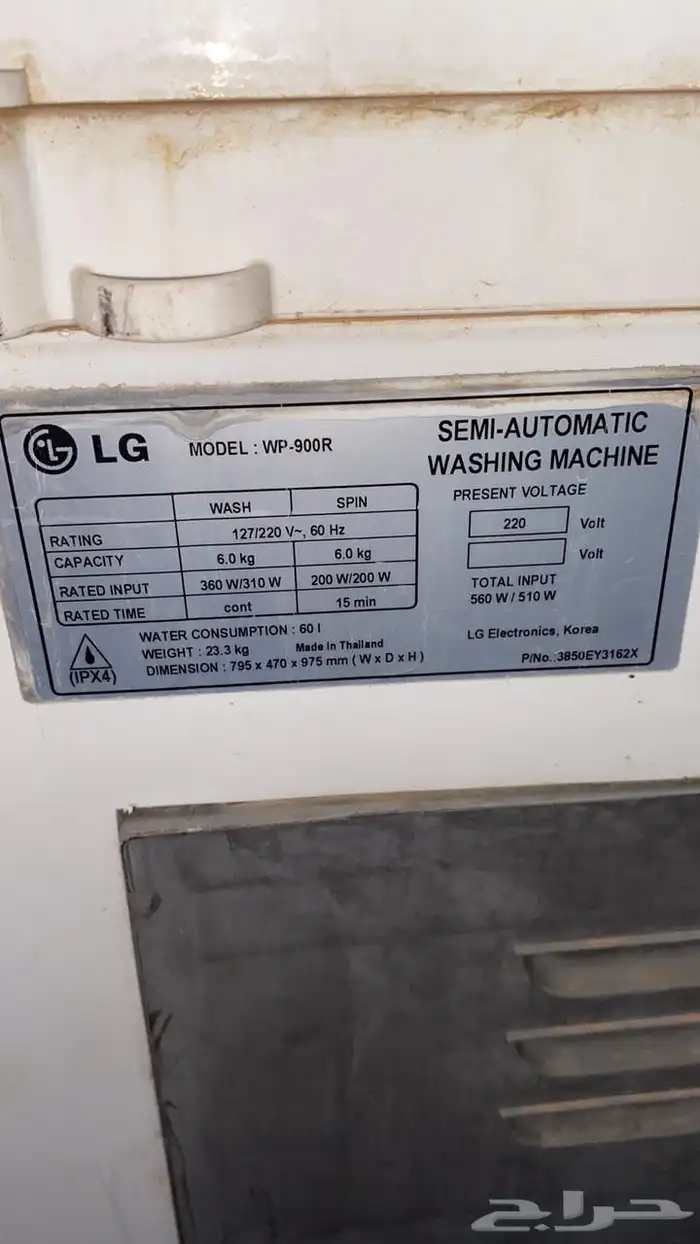 LG MODEL : WP-900R
SEMI-AUTOMATIC
WASHING MACHINE
WASH SPIN
RATING 127/220 V~, 60 Hz
CAPACITY 6.0 kg 6.0 kg
RATED INPUT 360 W/310 W 200 W/200 W
RATED TIME cont 15 min
PRESENT VOLTAGE
220 Volt
Volt
TOTAL INPUT
560 W / 510 W
(IPX4)
WATER CONSUMPTION : 60 l
WEIGHT : 23.3 kg Made in Thailand
DIMENSION : 795 x 470 x 975 mm ( W x D x H )
LG Electronics, Korea
P/No.:3850EY3162X
حراج